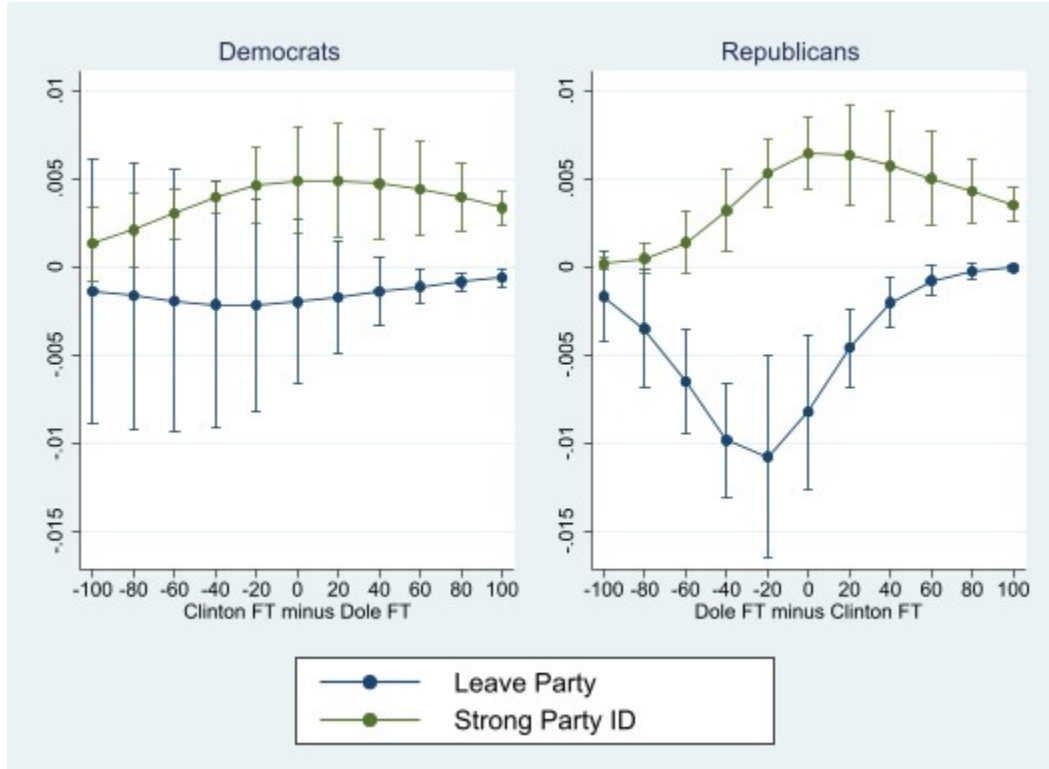 Democrats
Republicans
.01
.005
0
-.005
-.01
-.015
.01
.005
0
-.005
-.01
-.015
-100 -80 -60 -40 -20 0 20 40 60 80 100
Clinton FT minus Dole FT
-100 -80 -60 -40 -20 0 20 40 60 80 100
Dole FT minus Clinton FT
Leave Party
Strong Party ID